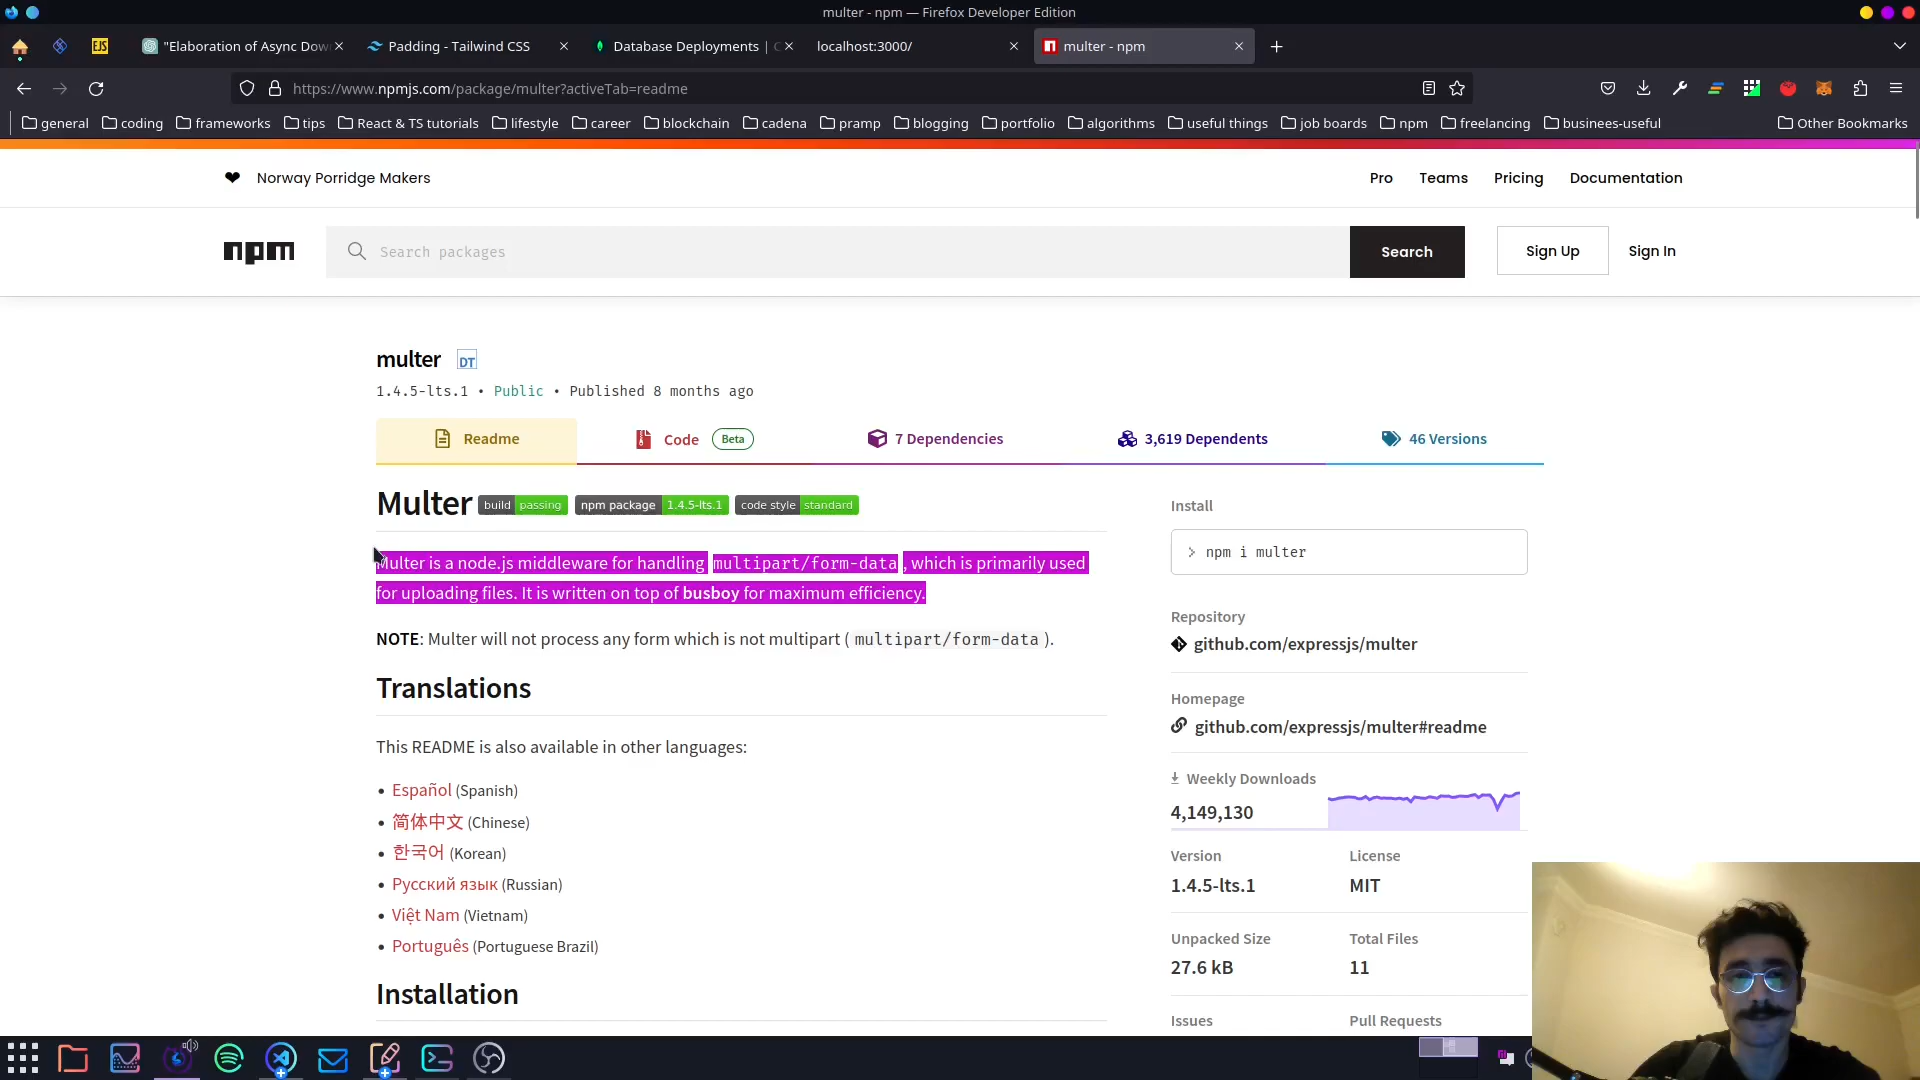 multer - npm — Firefox Developer Edition
EJS
"Elaboration of Async Dow
Padding - Tailwind CSS
Database Deployments |
localhost:3000/
multer - npm
https://www.npmjs.com/package/multer?activeTab=readme
general
coding
frameworks
tips
React & TS tutorials
lifestyle
career
blockchain
cadena
pramp
blogging
portfolio
algorithms
useful things
job boards
npm
freelancing
businees-useful
Other Bookmarks
❤ Norway Porridge Makers
Pro
Teams
Pricing
Documentation
npm
Search packages
Search
Sign Up
Sign In
multer DT
1.4.5-lts.1 • Public • Published 8 months ago
Readme
Code Beta
7 Dependencies
3,619 Dependents
46 Versions
Multer build passing npm package 1.4.5-lts.1 code style standard
Multer is a node.js middleware for handling multipart/form-data , which is primarily used
for uploading files. It is written on top of busboy for maximum efficiency.
NOTE: Multer will not process any form which is not multipart ( multipart/form-data ).
Translations
This README is also available in other languages:
• Español (Spanish)
• 简体中文 (Chinese)
• 한국어 (Korean)
• Русский язык (Russian)
• Việt Nam (Vietnam)
• Português (Portuguese Brazil)
Installation
Install
> npm i multer
Repository
github.com/expressjs/multer
Homepage
github.com/expressjs/multer#readme
Weekly Downloads
4,149,130
Version
License
1.4.5-lts.1
MIT
Unpacked Size
Total Files
27.6 kB
11
Issues
Pull Requests